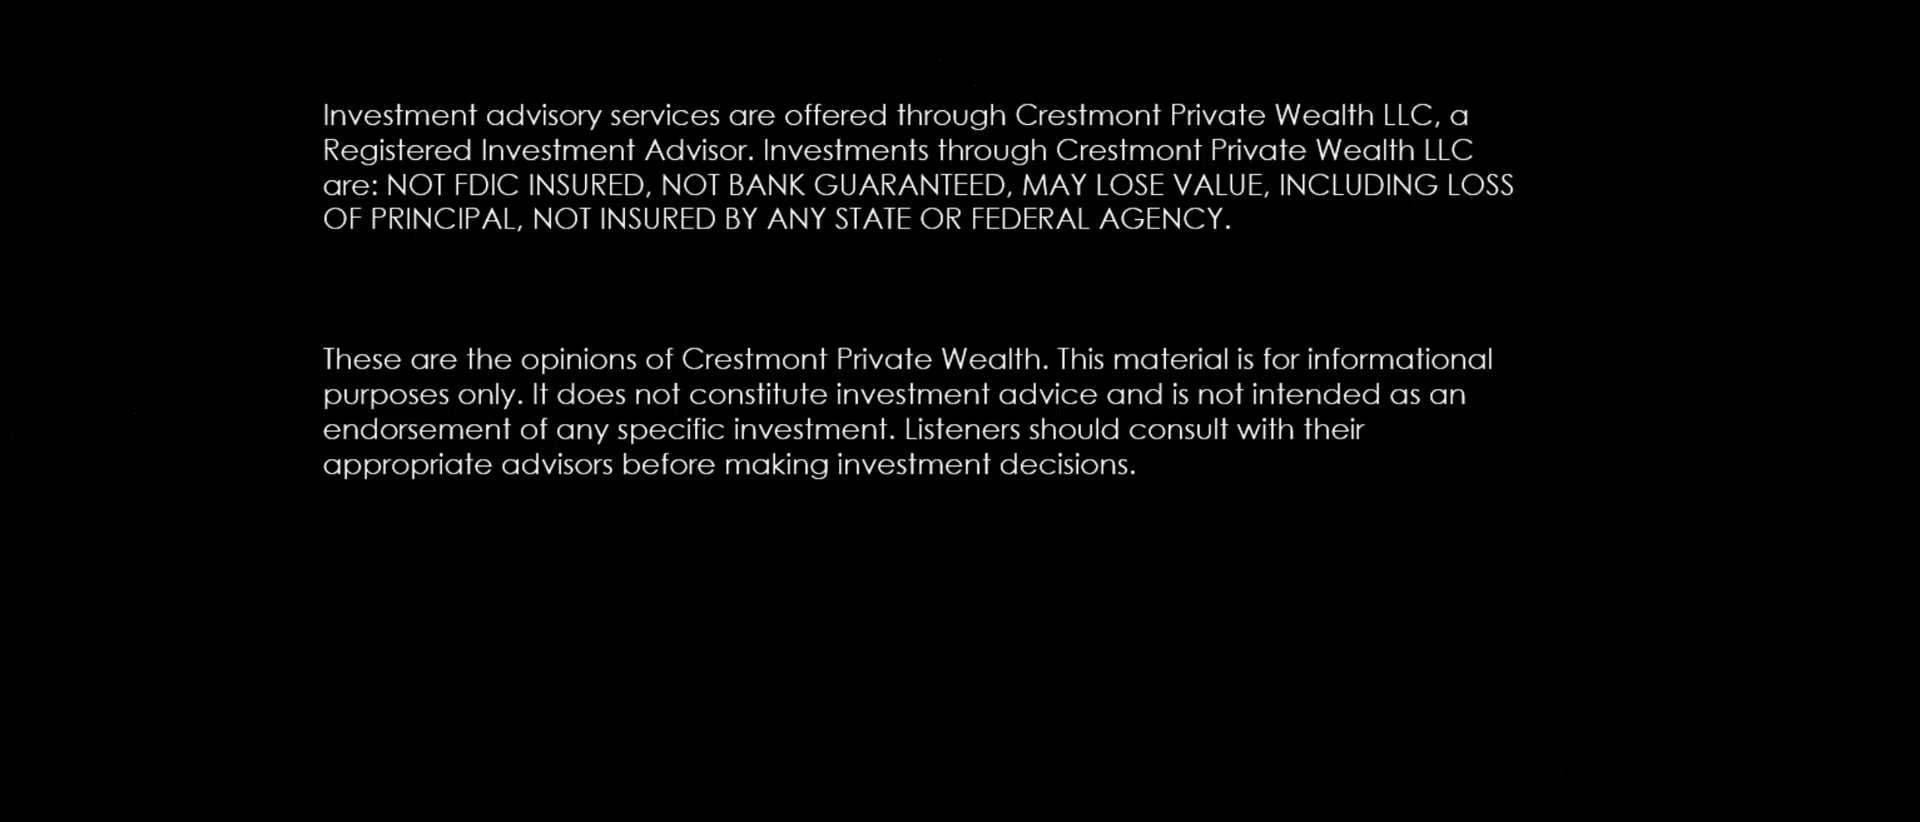 Investment advisory services are offered through Crestmont Private Wealth LLC, a
Registered Investment Advisor. Investments through Crestmont Private Wealth LLC
are: NOT FDIC INSURED, NOT BANK GUARANTEED, MAY LOSE VALUE, INCLUDING LOSS
OF PRINCIPAL, NOT INSURED BY ANY STATE OR FEDERAL AGENCY.
These are the opinions of Crestmont Private Wealth. This material is for informational
purposes only. It does not constitute investment advice and is not intended as an
endorsement of any specific investment. Listeners should consult with their
appropriate advisors before making investment decisions.